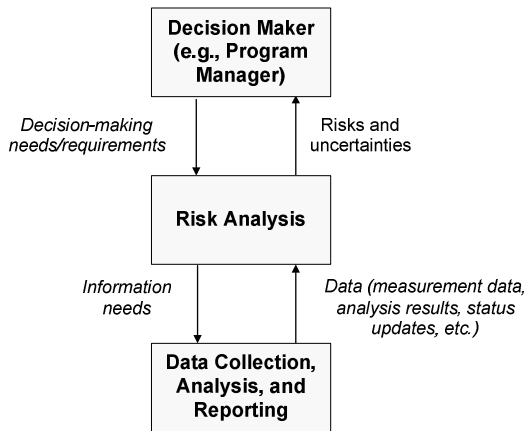 Decision Maker
(e.g., Program
Manager)
Decision-making
needs/requirements
Risks and
uncertainties
Risk Analysis
Information
needs
Data (measurement data,
analysis results, status
updates, etc.)
Data Collection,
Analysis, and
Reporting